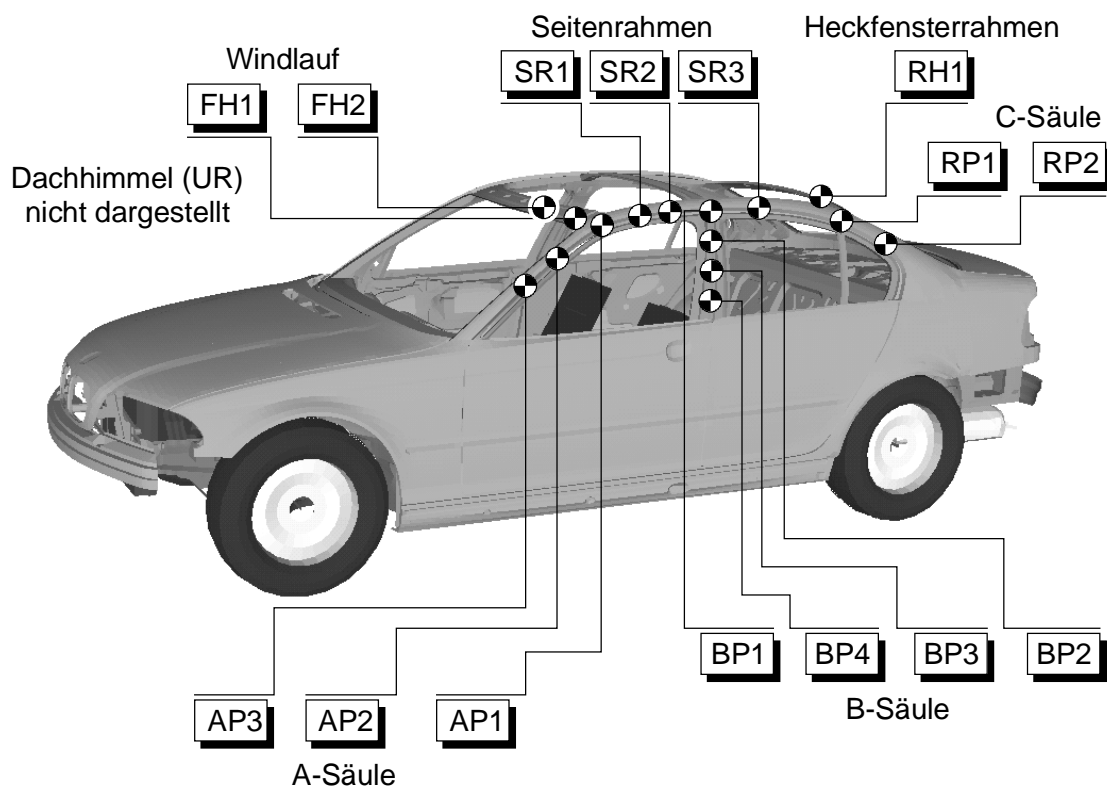 Seitenrahmen
Heckfensterrahmen
Windlauf
SR1 SR2 SR3 RH1
FH1 FH2
C-Säule
RP1 RP2
Dachhimmel (UR)
nicht dargestellt
BP1 BP4 BP3 BP2
B-Säule
AP3 AP2 AP1
A-Säule